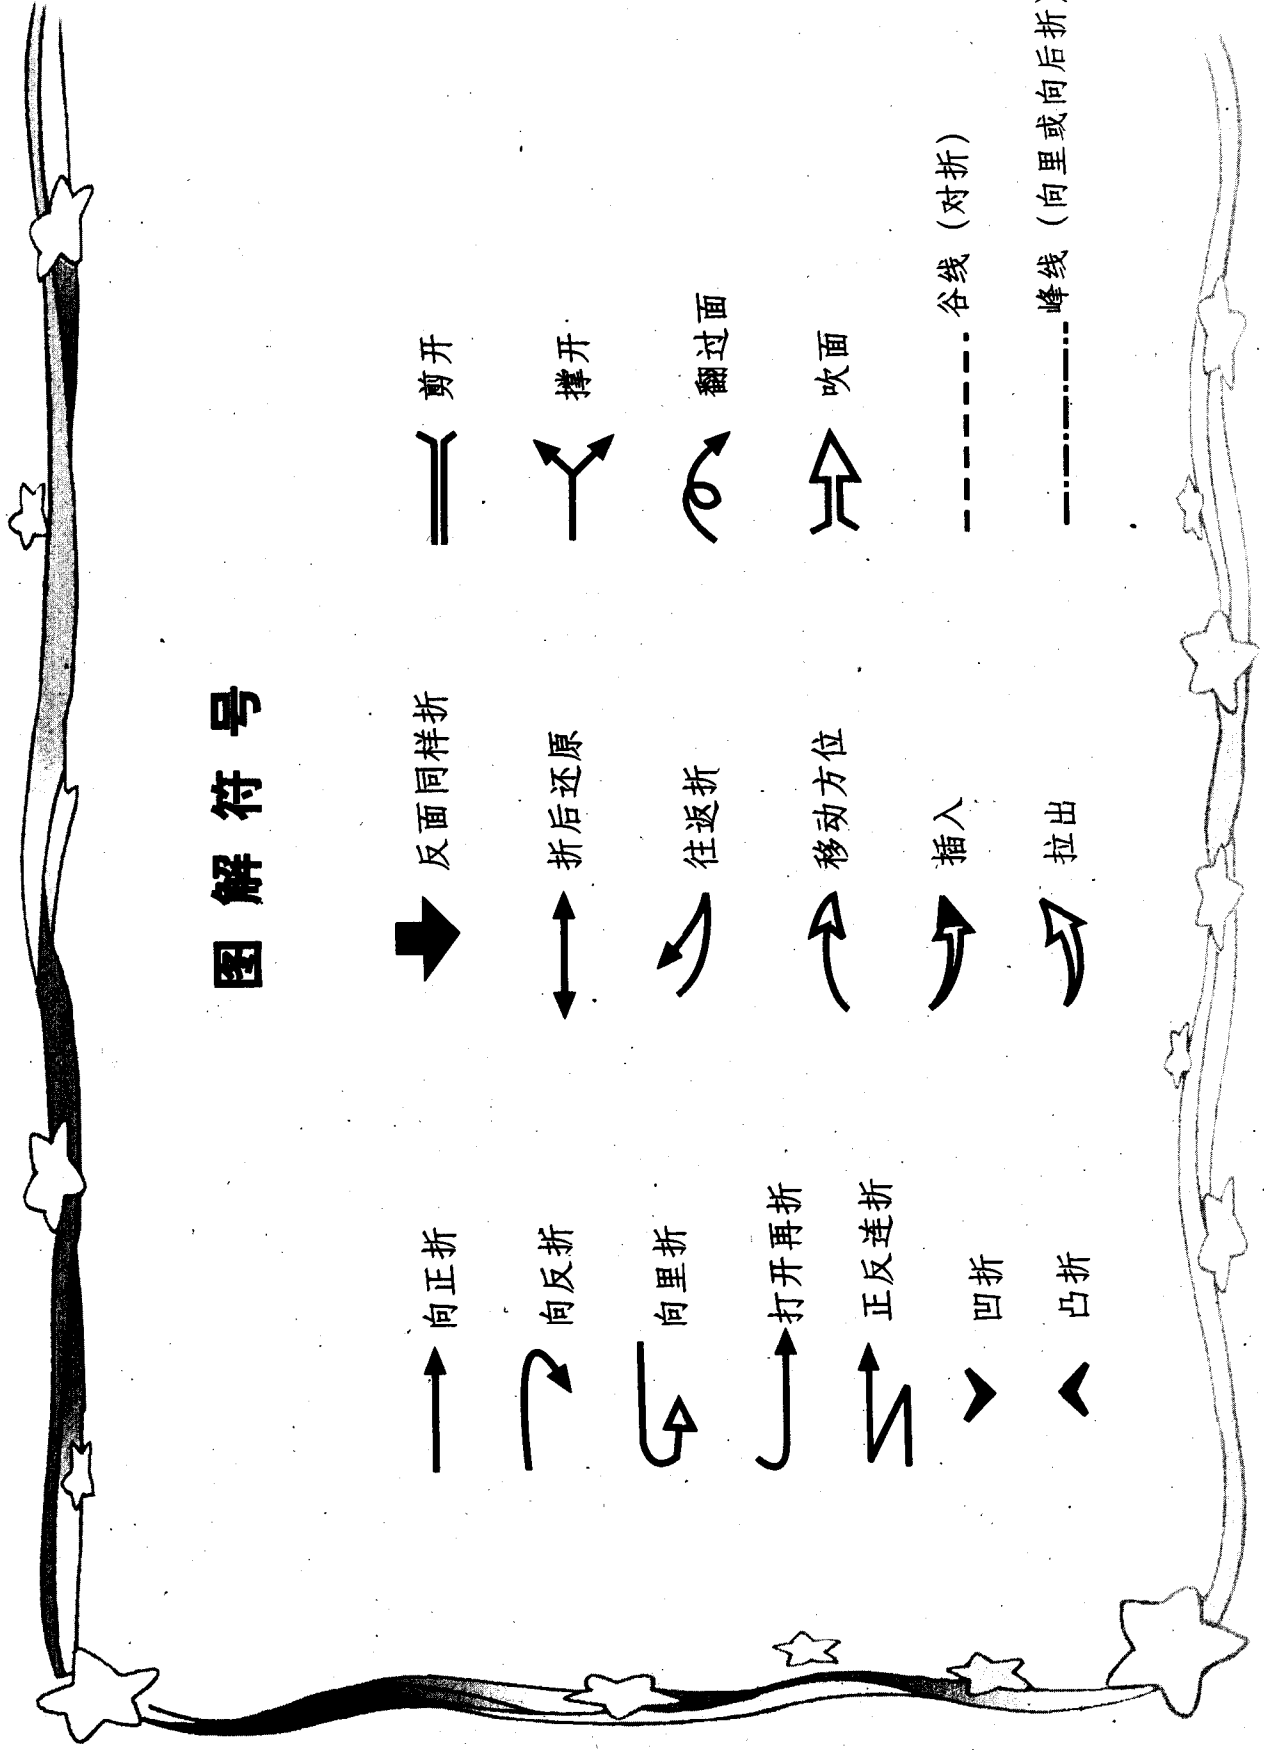 图解符号
向正折
向反折
向里折
打开再折
正反连折
凹折
凸折
反面同样折
折后还原
往返折
移动方位
插入
拉出
剪开
撑开
翻过面
吹面
谷线（对折）
峰线（向里或向后折）